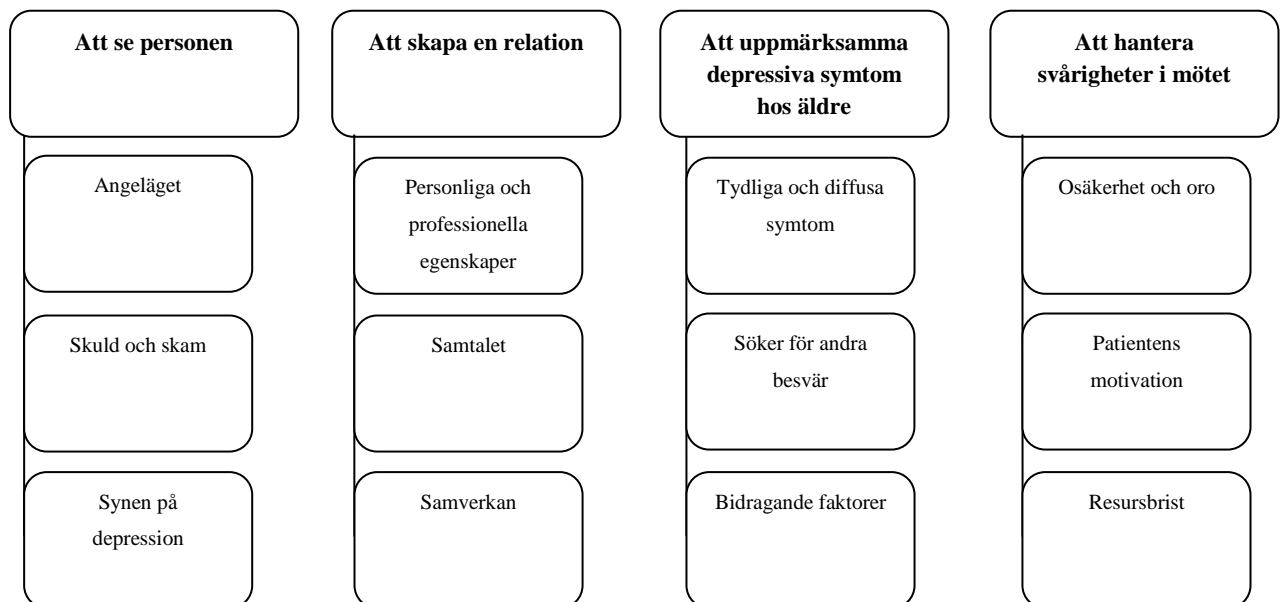 Att se personen
Angeläget
Skuld och skam
Synen på
depression
Att skapa en relation
Personliga och
professionella
egenskaper
Samtalet
Samverkan
Att uppmärksamma
depressiva symtom
hos äldre
Tydliga och diffusa
symtom
Söker för andra
besvär
Bidragande faktorer
Att hantera
svårigheter i mötet
Osäkerhet och oro
Patientens
motivation
Resursbrist